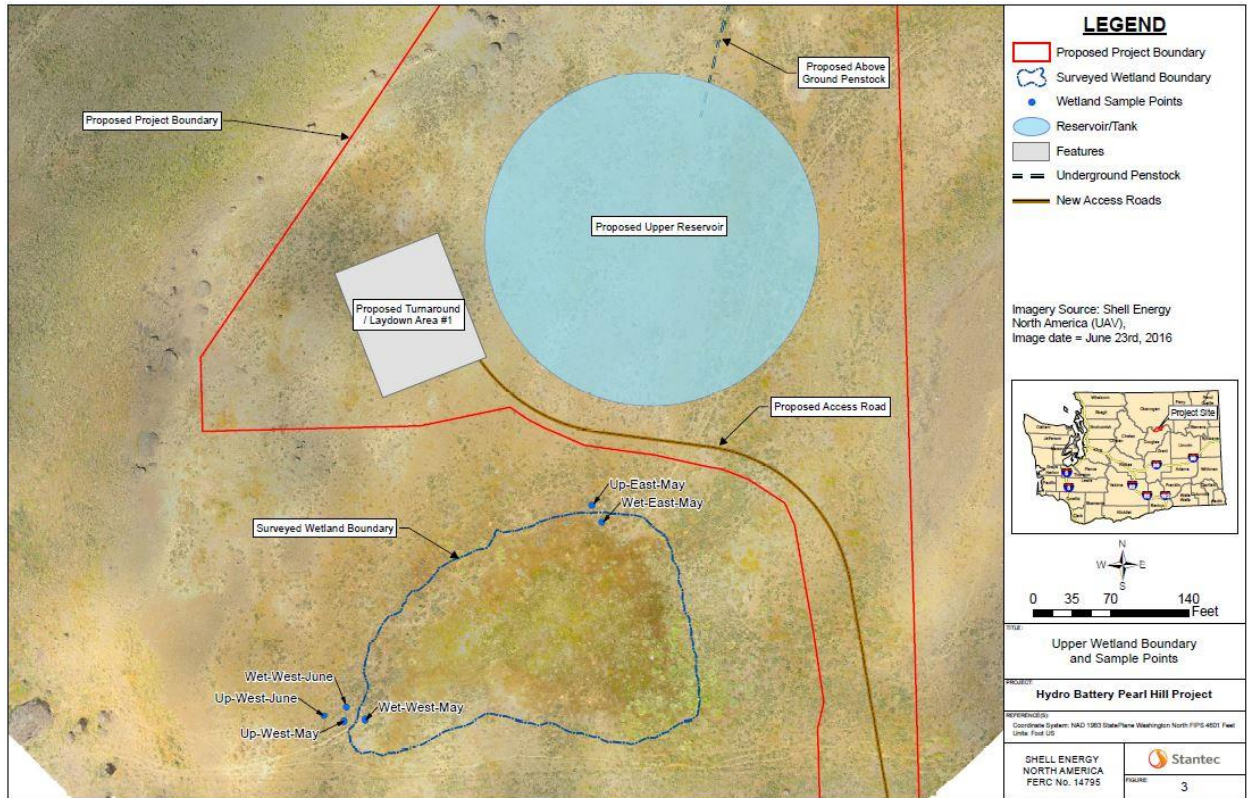 Proposed Project Boundary
Proposed Above
Ground Penstock
Proposed Upper Reservoir
Proposed Turnaround
/ Laydown Area #1
Proposed Access Road
Up-East-May
Wet-East-May
Surveyed Wetland Boundary
Wet-West-June
Up-West-June
Wet-West-May
Up-West-May
LEGEND
Proposed Project Boundary
Surveyed Wetland Boundary
Wetland Sample Points
Reservoir/Tank
Features
Underground Penstock
New Access Roads
Imagery Source: Shell Energy
North America (UAV),
Image date = June 23rd, 2016
Project Site
N
W E
S
0 35 70 140
Feet
TITLE:
Upper Wetland Boundary
and Sample Points
PROJECT:
Hydro Battery Pearl Hill Project
REFERENCE(S):
Coordinate System: NAD 1983 StatePlane Washington North FIPS 4601 Feet
Units: Foot US
SHELL ENERGY
NORTH AMERICA
FERC No. 14795
Stantec
FIGURE:
3